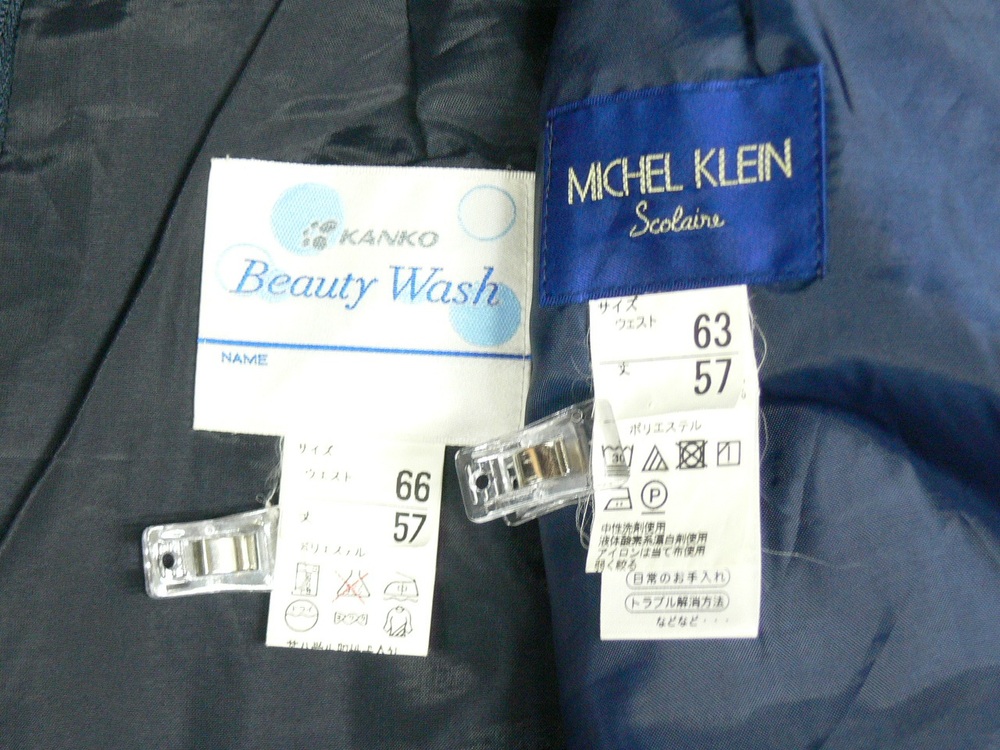 KANKO
Beauty Wash
NAME
サイズ
ウェスト 66
丈 57
ポリエステル
中
MICHEL KLEIN
Scolaire
サイズ
ウェスト 63
丈 57
ポリエステル
P
中性洗剤使用
液体酸素系漂白剤使用
アイロンは当て布使用
弱く絞る
日常のお手入れ
トラブル解消方法
などなど・・・